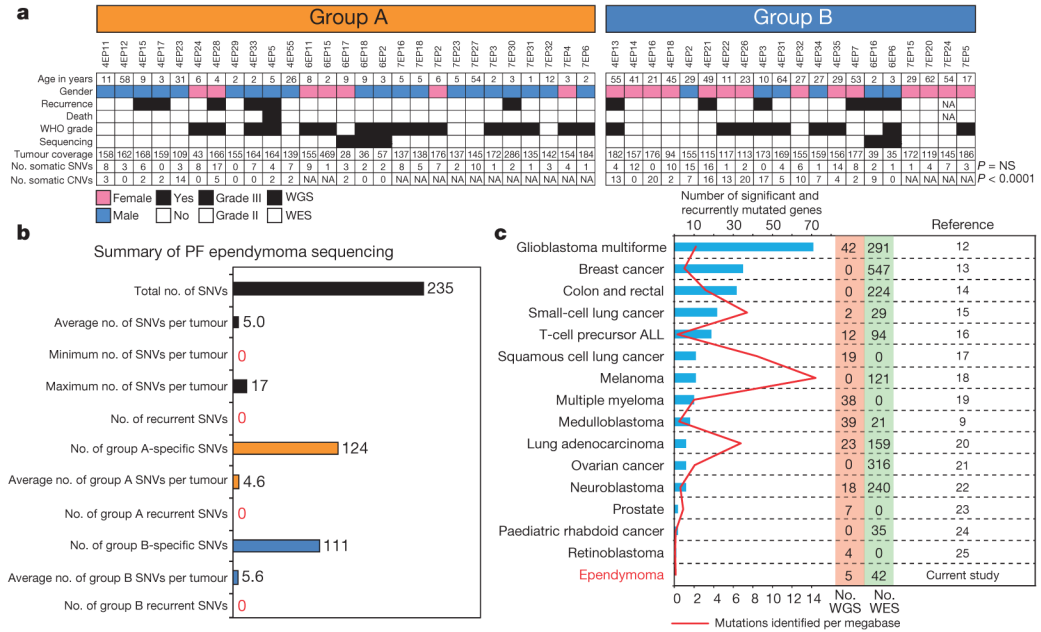 a
Group A
Group B
4EP11 4EP12 4EP15 4EP17 4EP23 4EP24 4EP28 4EP29 4EP33 4EP5 4EP55 6EP11 6EP15 6EP17 6EP18 6EP2 7EP16 7EP18 7EP2 7EP23 7EP27 7EP3 7EP30 7EP31 7EP32 7EP4 7EP6 4EP13 4EP14 4EP16 4EP18 4EP2 4EP21 4EP22 4EP26 4EP3 4EP31 4EP32 4EP34 4EP35 4EP7 6EP16 6EP6 7EP15 7EP20 7EP24 7EP5
Age in years 11 58 9 3 31 6 4 2 2 5 26 8 2 9 9 3 5 5 6 5 54 2 3 1 12 3 2 55 41 21 45 29 49 11 23 10 64 27 27 29 53 2 3 29 62 54 17
Gender
Recurrence NA
Death NA
WHO grade
Sequencing
Tumour coverage 158 162 168 159 109 43 166 155 164 164 139 155 469 28 36 57 137 138 176 137 145 172 286 135 142 154 184 182 157 176 94 155 115 117 113 173 169 155 159 156 177 39 35 172 119 145 186
No. somatic SNVs 8 3 6 0 3 8 17 0 7 4 7 9 1 2 6 2 8 5 7 2 10 1 2 3 4 4 1 4 12 0 2 15 16 1 2 3 1 8 1 14 8 2 6 2 4 7 3 P = NS
No. somatic CNVs 3 0 2 2 14 0 5 0 0 2 2 NA NA 2 0 0 NA NA NA NA NA NA NA NA NA NA NA 13 0 20 2 7 16 13 20 17 5 10 7 4 2 9 0 NA NA NA NA P < 0.0001
Female Yes Grade III WGS
Male No Grade II WES
b
Summary of PF ependymoma sequencing
Total no. of SNVs 235
Average no. of SNVs per tumour 5.0
Minimum no. of SNVs per tumour 0
Maximum no. of SNVs per tumour 17
No. of recurrent SNVs 0
No. of group A-specific SNVs 124
Average no. of group A SNVs per tumour 4.6
No. of group A recurrent SNVs 0
No. of group B-specific SNVs 111
Average no. of group B SNVs per tumour 5.6
No. of group B recurrent SNVs 0
c
Number of significant and
recurrently mutated genes
10 30 50 70
Reference
Glioblastoma multiforme 42 291 12
Breast cancer 0 547 13
Colon and rectal 0 224 14
Small-cell lung cancer 2 29 15
T-cell precursor ALL 12 94 16
Squamous cell lung cancer 19 0 17
Melanoma 0 121 18
Multiple myeloma 38 0 19
Medulloblastoma 39 21 9
Lung adenocarcinoma 23 159 20
Ovarian cancer 0 316 21
Neuroblastoma 18 240 22
Prostate 7 0 23
Paediatric rhabdoid cancer 0 35 24
Retinoblastoma 4 0 25
Ependymoma 5 42 Current study
0 2 4 6 6 8 10 12 14
No. WGS
No. WES
Mutations identified per megabase